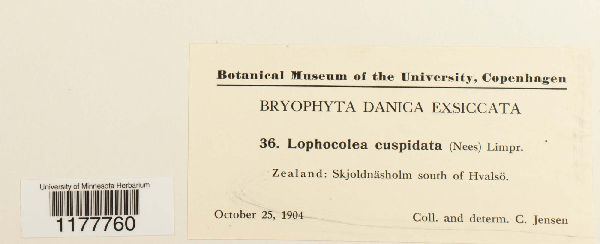 Botanical Museum of the University, Copenhagen
BRYOPHYTA DANICA EXSICCATA
36. Lophocolea cuspidata (Nees) Limpr.
Zealand: Skjoldnäsholm south of Hvalsö.
October 25, 1904 Coll. and determ. C. Jensen
University of Minnesota Herbarium
1177760